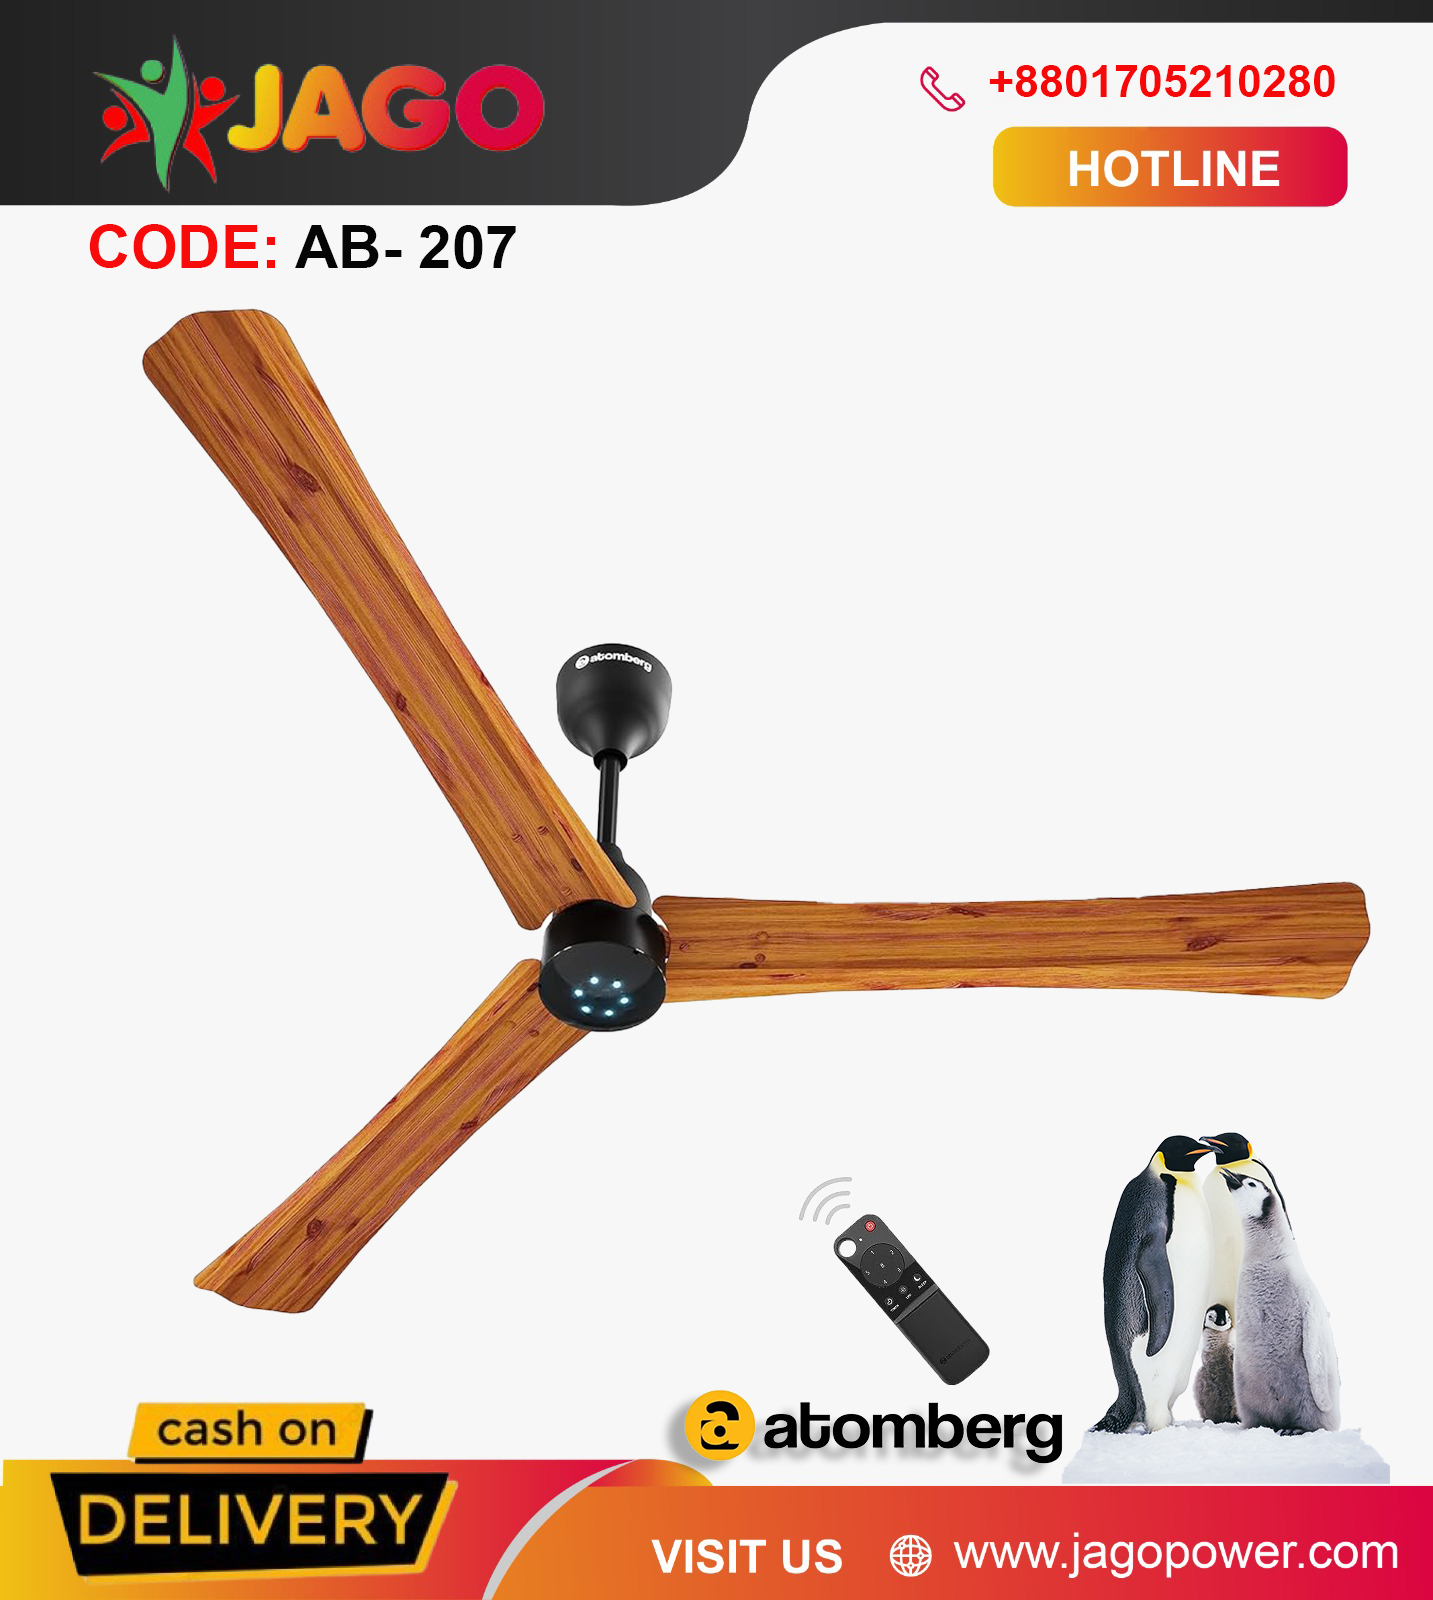 JAGO
+8801705210280
HOTLINE
CODE: AB- 207
atomberg
cash on
DELIVERY
atomberg
VISIT US
www.jagopower.com